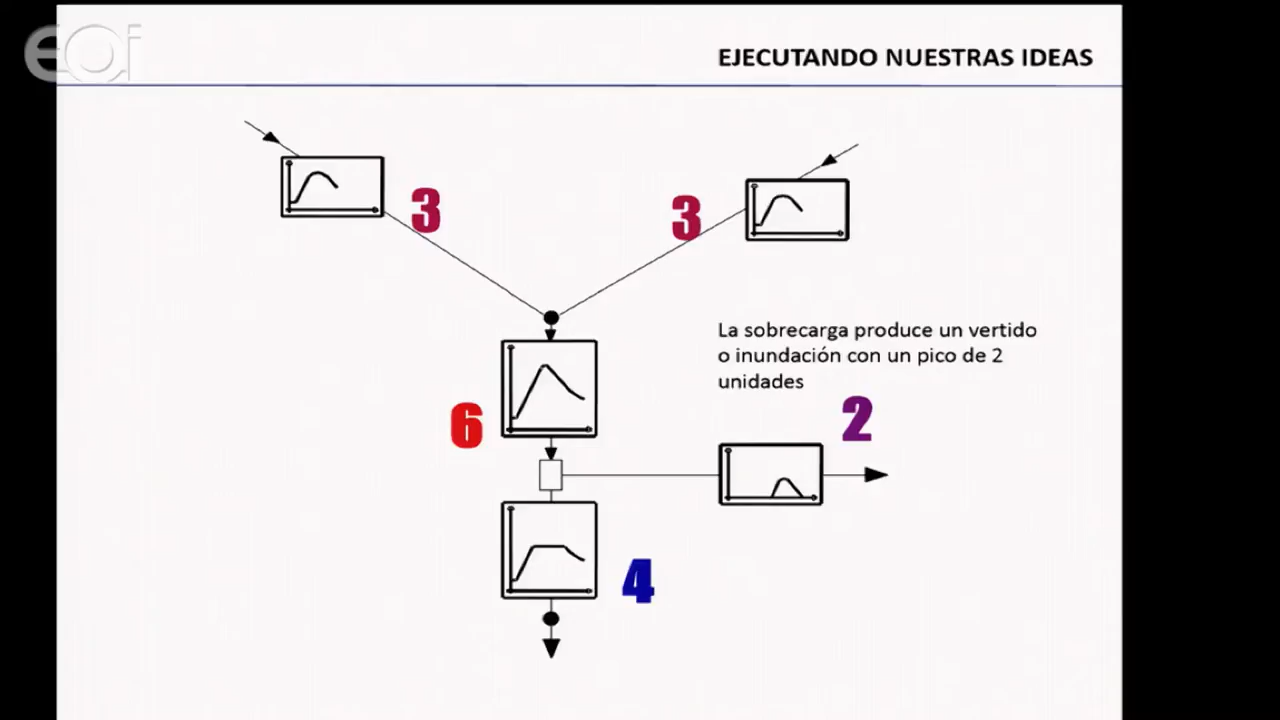 eoi
EJECUTANDO NUESTRAS IDEAS
3
3
La sobrecarga produce un vertido
o inundación con un pico de 2
unidades
2
6
4